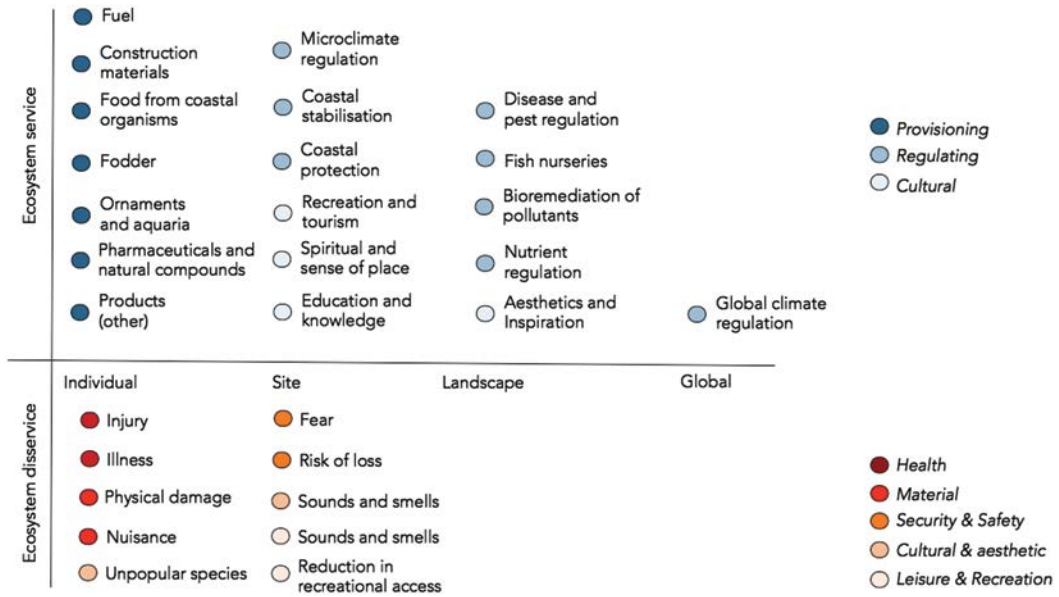 Ecosystem service
Fuel
Construction
materials
Food from coastal
organisms
Fodder
Ornaments
and aquaria
Pharmaceuticals and
natural compounds
Products
(other)
Microclimate
regulation
Coastal
stabilisation
Coastal
protection
Recreation and
tourism
Spiritual and
sense of place
Education and
knowledge
Disease and
pest regulation
Fish nurseries
Bioremediation of
pollutants
Nutrient
regulation
Aesthetics and
Inspiration
Global climate
regulation
Provisioning
Regulating
Cultural
Individual
Site
Landscape
Global
Ecosystem disservice
Injury
Illness
Physical damage
Nuisance
Unpopular species
Fear
Risk of loss
Sounds and smells
Sounds and smells
Reduction in
recreational access
Health
Material
Security & Safety
Cultural & aesthetic
Leisure & Recreation